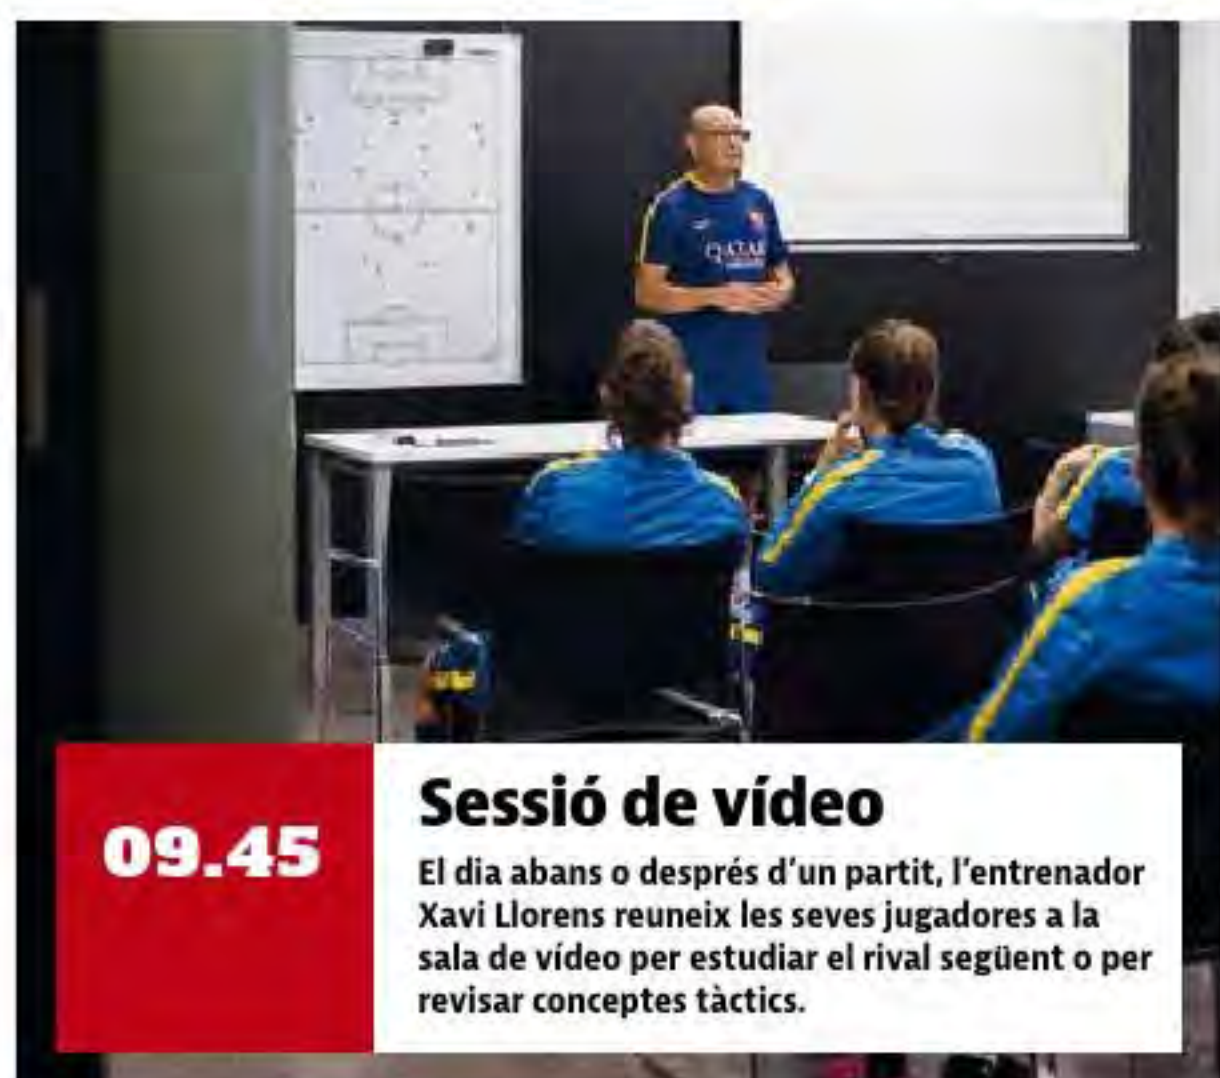 QATAR
09.45
Sessió de vídeo
El dia abans o després d'un partit, l'entrenador
Xavi Llorens reuneix les seves jugadores a la
sala de vídeo per estudiar el rival següent o per
revisar conceptes tàctics.